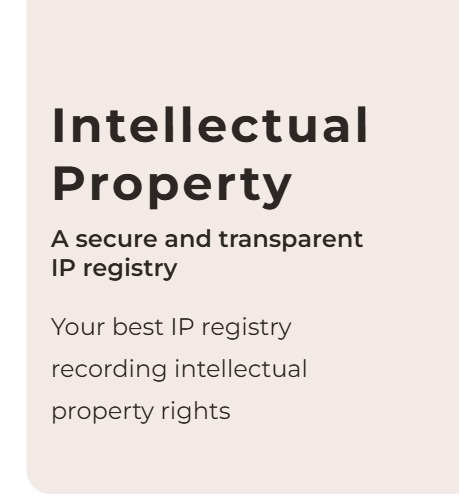 Intellectual
Property
A secure and transparent
IP registry
Your best IP registry
recording intellectual
property rights